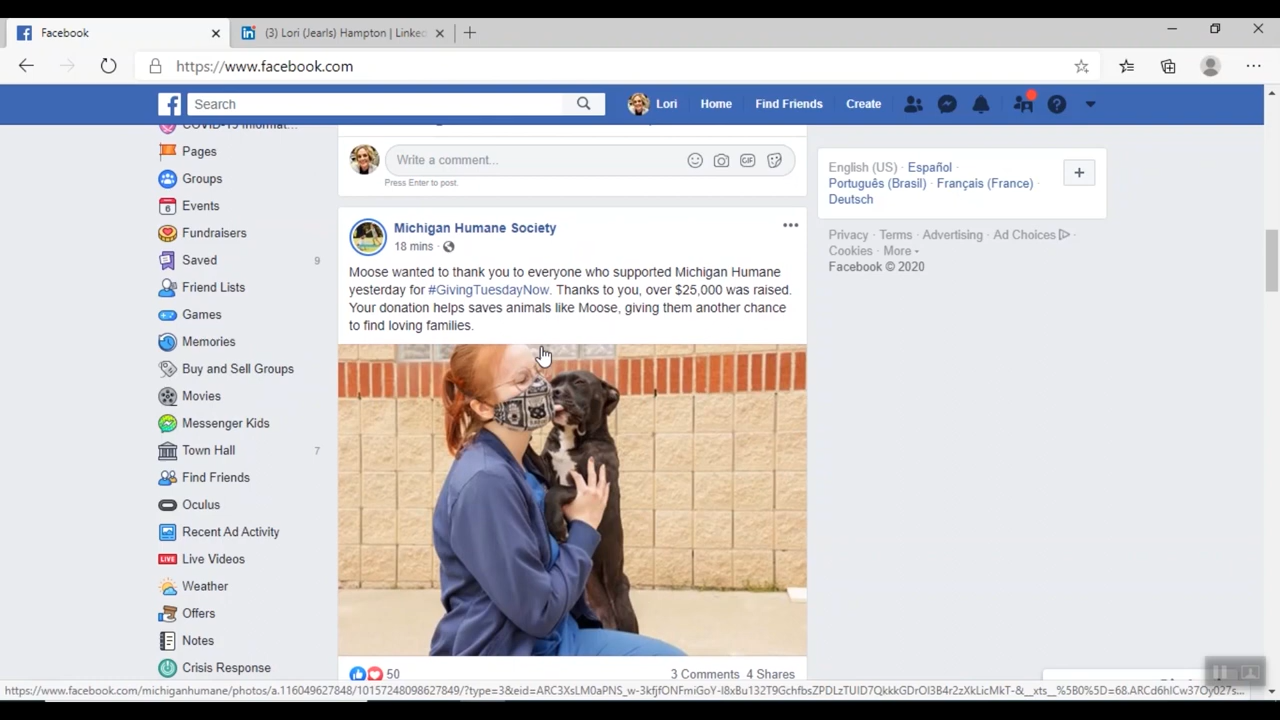 Facebook
(3) Lori (Jearls) Hampton | Linke
https://www.facebook.com
Search
Lori
Home
Find Friends
Create
Pages
Groups
6
Events
Fundraisers
Saved
9
Friend Lists
Games
Memories
Buy and Sell Groups
Movies
Messenger Kids
Town Hall
7
Find Friends
Oculus
Recent Ad Activity
LIVE
Live Videos
Weather
Offers
Notes
Crisis Response
Write a comment...
GIF
Press Enter to post.
Michigan Humane Society
18 mins ·
Moose wanted to thank you to everyone who supported Michigan Humane
yesterday for #GivingTuesdayNow. Thanks to you, over $25,000 was raised.
Your donation helps saves animals like Moose, giving them another chance
to find loving families.
50
3 Comments 4 Shares
English (US) · Español ·
Português (Brasil) · Français (France) ·
Deutsch
Privacy · Terms · Advertising · Ad Choices ·
Cookies · More
Facebook © 2020